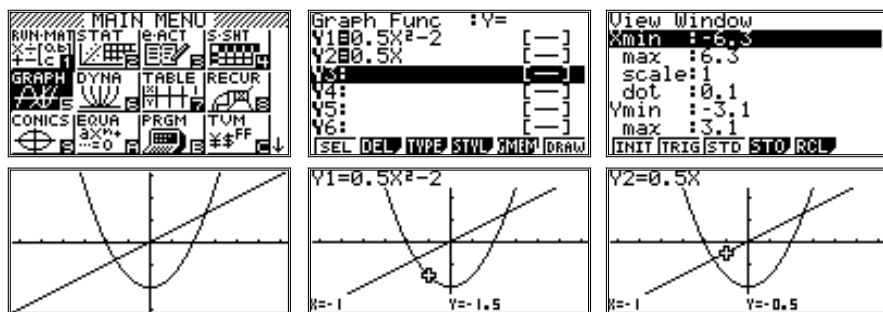 MAIN MENU
RUN·MAT STAT e·ACT S·SHT
GRAPH DYNA TABLE RECUR
CONICS EQUA PRGM TVM
Graph Func :Y=
Y1=0.5X²-2 [—]
Y2=0.5X [—]
Y3: [—]
Y4: [—]
Y5: [—]
Y6: [—]
SEL DEL TYPE STYL GMEM DRAW
View Window
Xmin :-6.3
max :6.3
scale:1
dot :0.1
Ymin :-3.1
max :3.1
INIT TRIG STD STO RCL
Y1=0.5X²-2
X=-1 Y=-1.5
Y2=0.5X
X=-1 Y=-0.5